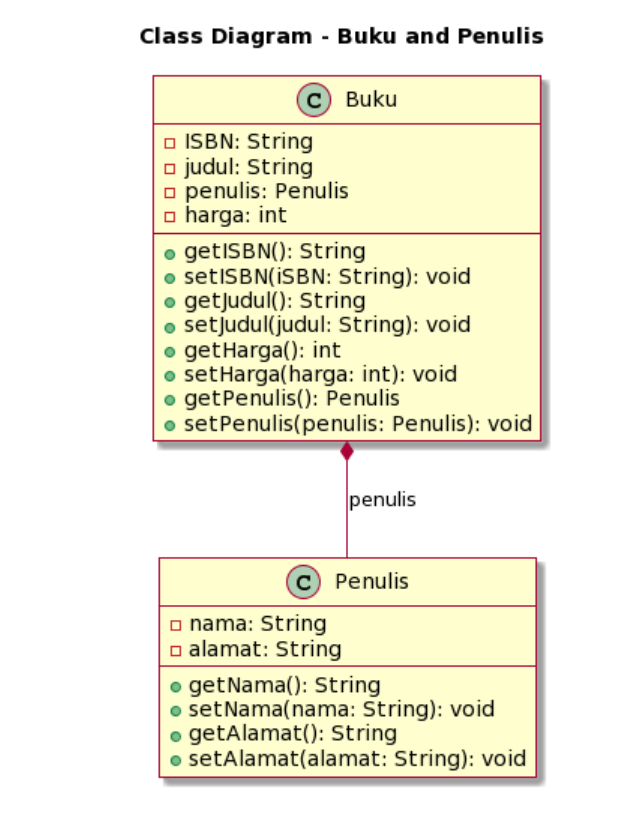 Class Diagram - Buku and Penulis
C Buku
ISBN: String
judul: String
penulis: Penulis
harga: int
getISBN(): String
setISBN(iSBN: String): void
getJudul(): String
setJudul(judul: String): void
getHarga(): int
setHarga(harga: int): void
getPenulis(): Penulis
setPenulis(penulis: Penulis): void
penulis
C Penulis
nama: String
alamat: String
getNama(): String
setNama(nama: String): void
getAlamat(): String
setAlamat(alamat: String): void